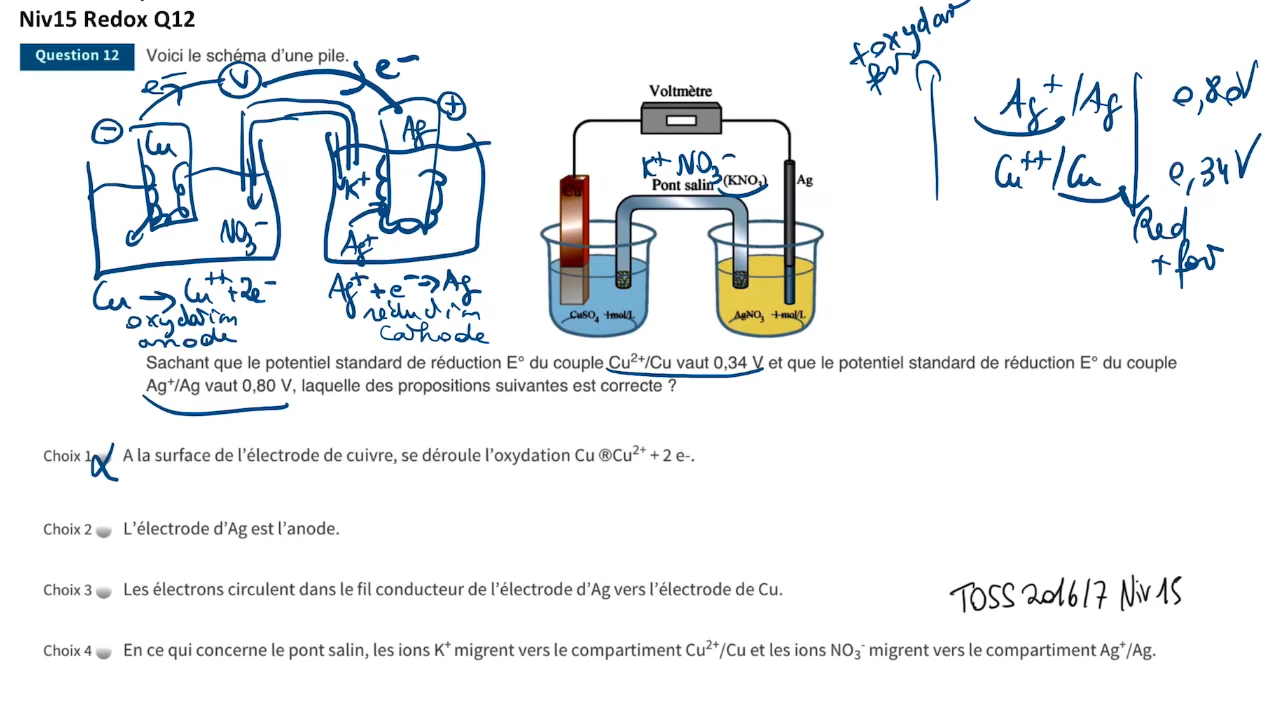 Niv15 Redox Q12
Question 12 Voici le schéma d’une pile.
e⁻ V e⁻
− Cu Ag +
K⁺
NO₃⁻ Ag⁺
Cu → Cu⁺⁺ + 2e⁻
oxydation
anode
Ag⁺ + e⁻ → Ag
réduction
cathode
Voltmètre
K⁺ NO₃⁻
Pont salin (KNO₃)
Cu
Ag
CuSO₄ 1mol/L
AgNO₃ 1mol/L
+ oxydant
for
Ag⁺/Ag 0,80V
Cu⁺⁺/Cu 0,34V
Red
+ for
Sachant que le potentiel standard de réduction E° du couple Cu²⁺/Cu vaut 0,34 V et que le potentiel standard de réduction E° du couple
Ag⁺/Ag vaut 0,80 V, laquelle des propositions suivantes est correcte ?
Choix 1 A la surface de l’électrode de cuivre, se déroule l’oxydation Cu ®Cu²⁺ + 2 e-.
Choix 2 L’électrode d’Ag est l’anode.
Choix 3 Les électrons circulent dans le fil conducteur de l’électrode d’Ag vers l’électrode de Cu.
TOSS 2016/7 Niv 15
Choix 4 En ce qui concerne le pont salin, les ions K⁺ migrent vers le compartiment Cu²⁺/Cu et les ions NO₃⁻ migrent vers le compartiment Ag⁺/Ag.